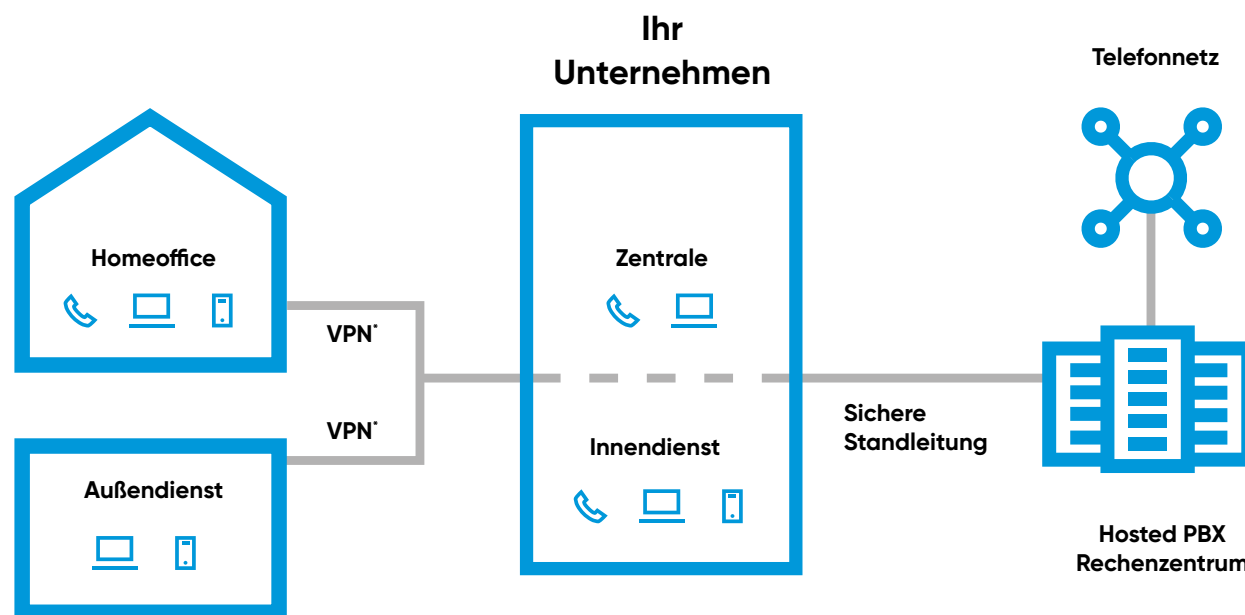 Ihr
Unternehmen
Telefonnetz
Homeoffice
Zentrale
VPN*
VPN*
Sichere
Standleitung
Innendienst
Außendienst
Hosted PBX
Rechenzentrum